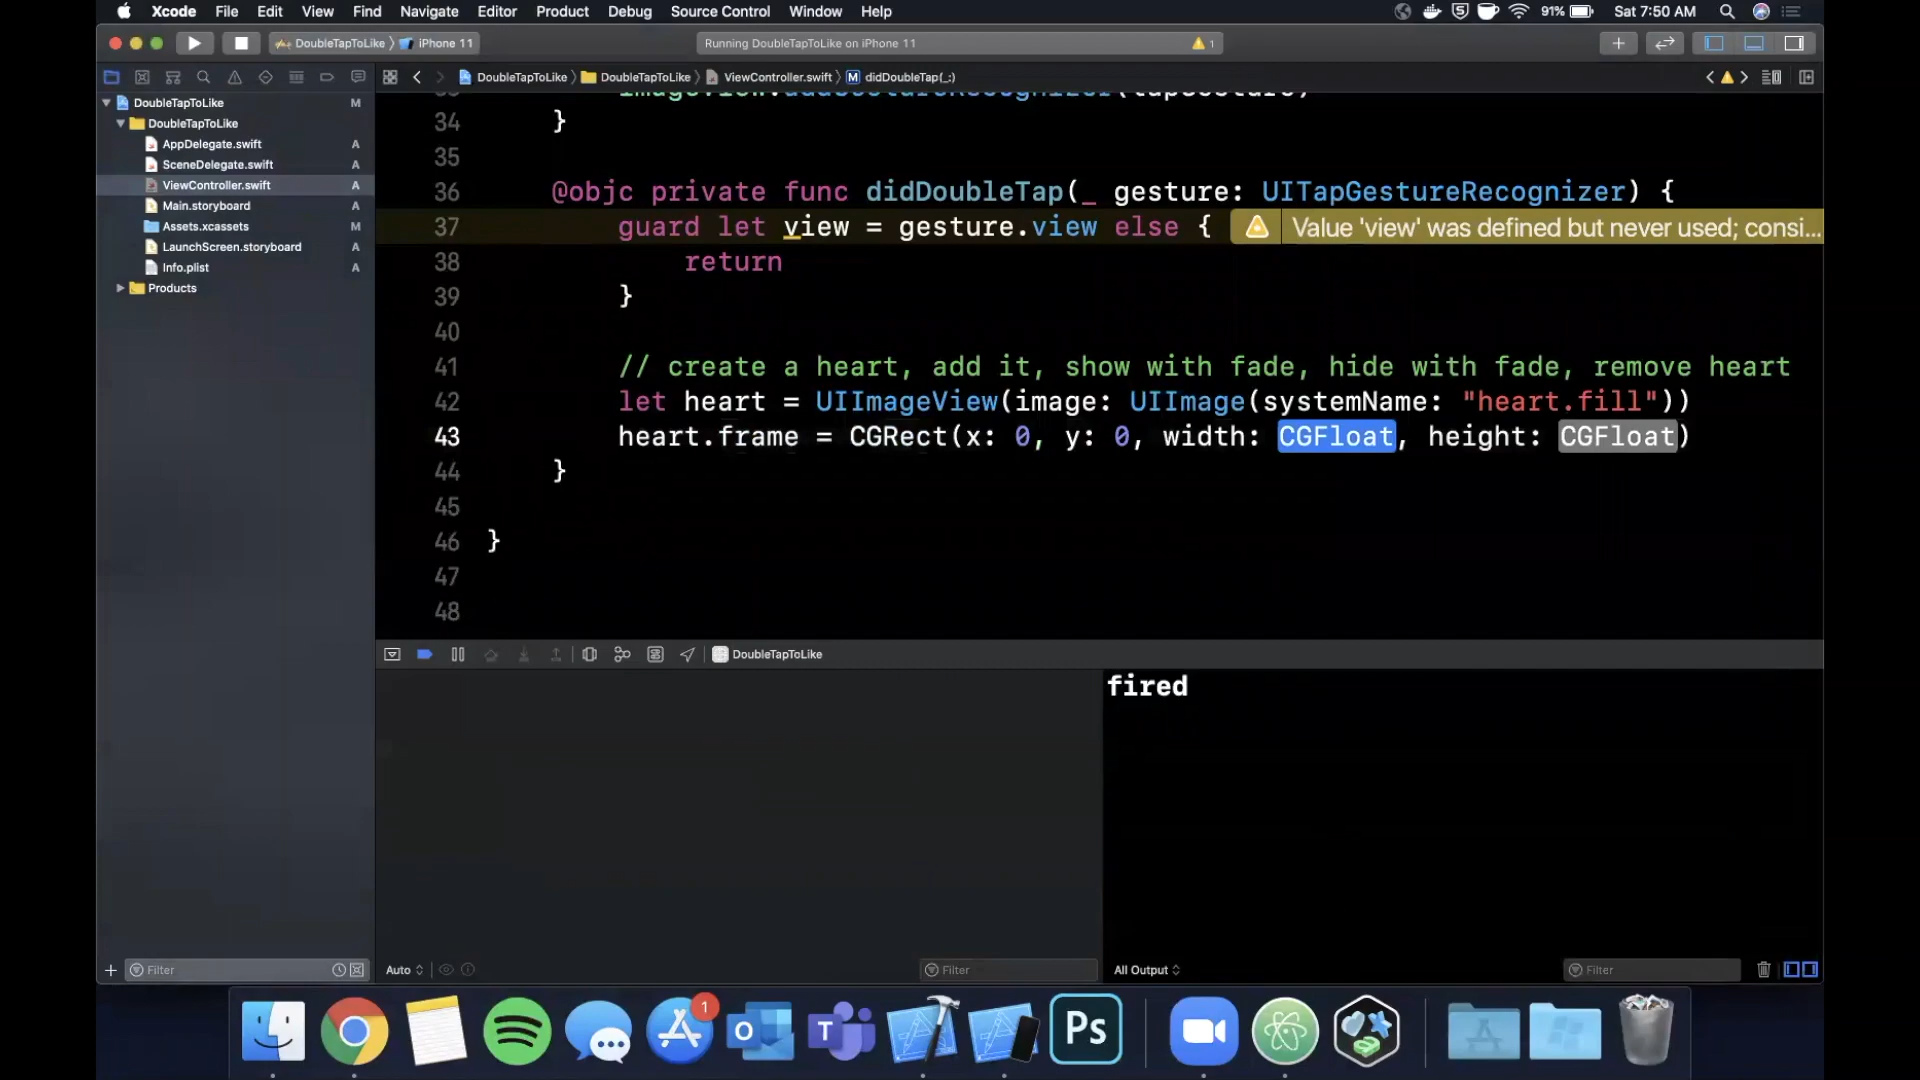 Xcode File Edit View Find Navigate Editor Product Debug Source Control Window Help 91% Sat 7:50 AM
DoubleTapToLike iPhone 11 Running DoubleTapToLike on iPhone 11 1
DoubleTapToLike DoubleTapToLike ViewController.swift M didDoubleTap(_:)
DoubleTapToLike M
DoubleTapToLike
AppDelegate.swift A
SceneDelegate.swift A
ViewController.swift A
Main.storyboard A
Assets.xcassets M
LaunchScreen.storyboard A
Info.plist A
Products
34 }
35
36 @objc private func didDoubleTap(_ gesture: UITapGestureRecognizer) {
37 guard let view = gesture.view else { Value 'view' was defined but never used; consi...
38 return
39 }
40
41 // create a heart, add it, show with fade, hide with fade, remove heart
42 let heart = UIImageView(image: UIImage(systemName: "heart.fill"))
43 heart.frame = CGRect(x: 0, y: 0, width: CGFloat, height: CGFloat)
44 }
45
46 }
47
48
DoubleTapToLike
fired
Filter Auto Filter All Output Filter
1
Ps